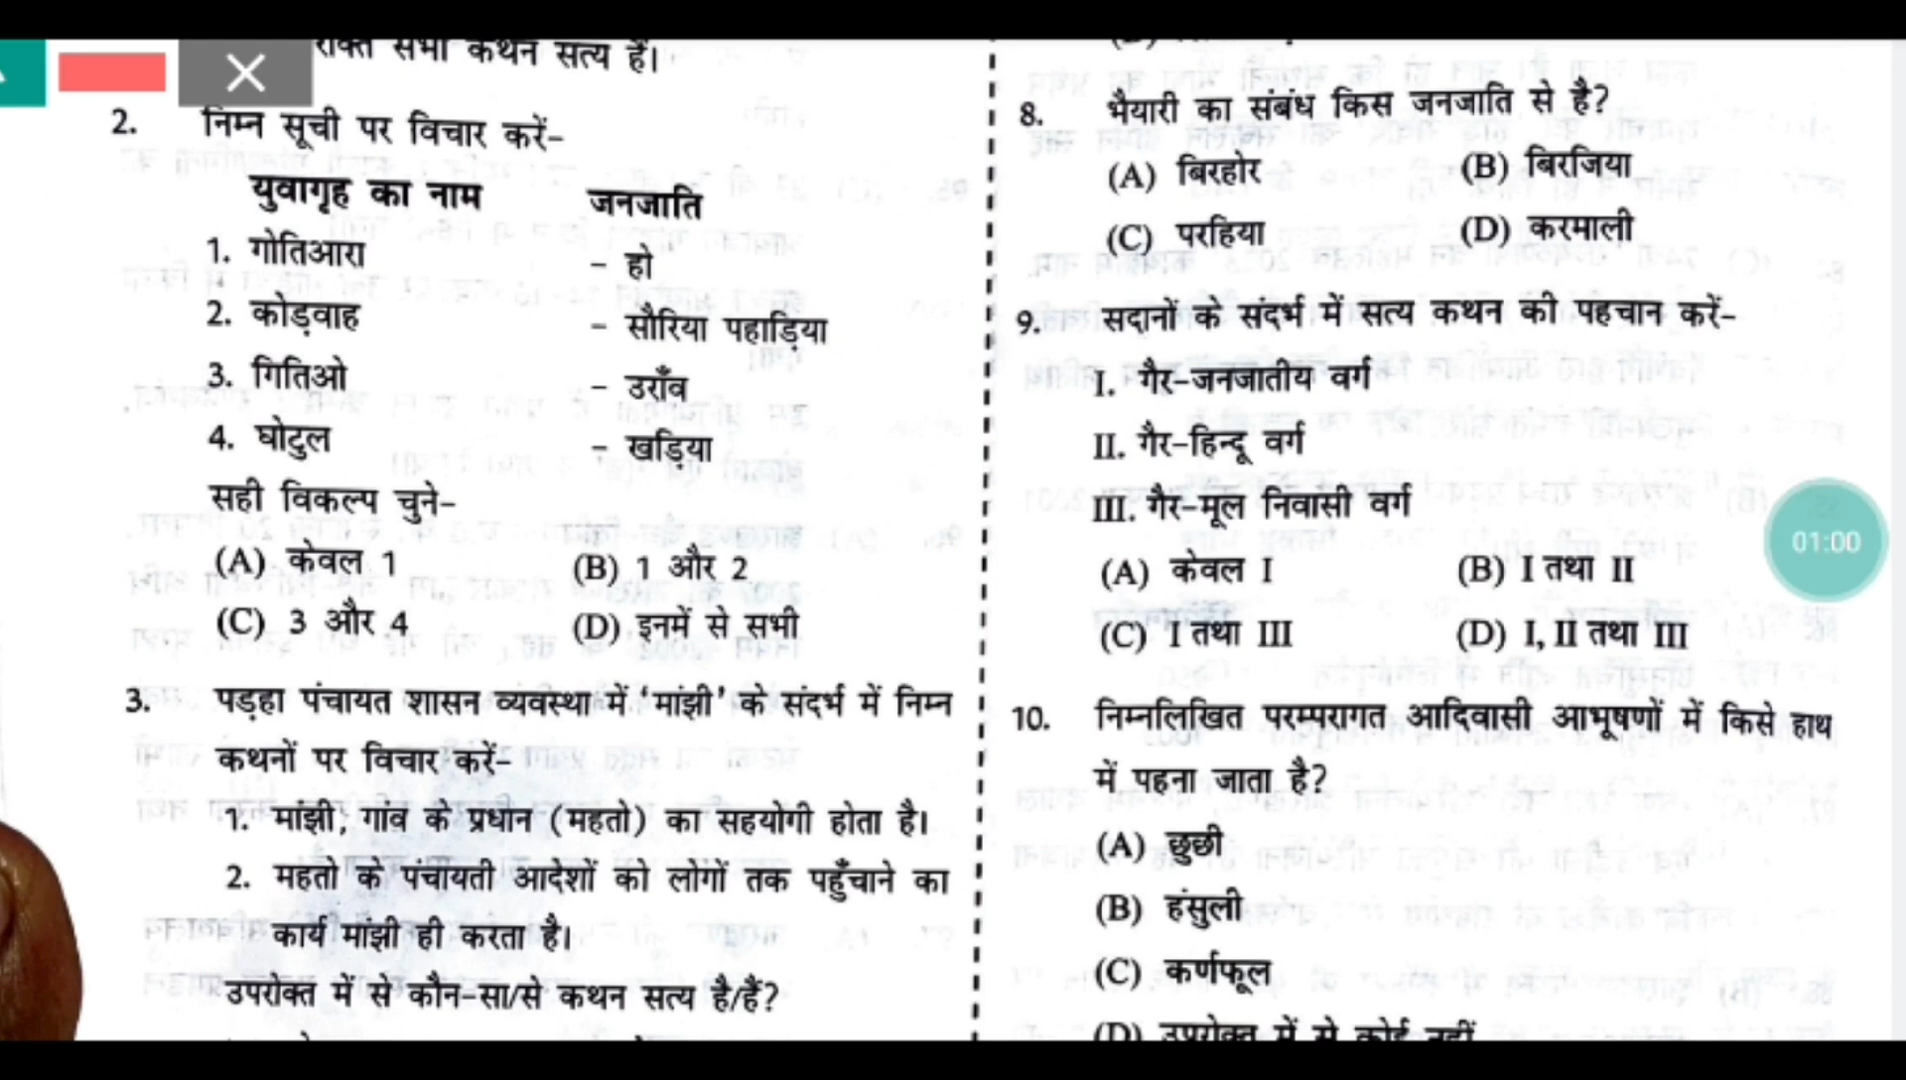 सभी कथन सत्य हैं।
2. निम्न सूची पर विचार करें–
युवागृह का नाम जनजाति
1. गोतिआरा – हो
2. कोड़वाह – सौरिया पहाड़िया
3. गितिओ – उराँव
4. घोटुल – खड़िया
सही विकल्प चुने–
(A) केवल 1 (B) 1 और 2
(C) 3 और 4 (D) इनमें से सभी
3. पड़हा पंचायत शासन व्यवस्था में 'मांझी' के संदर्भ में निम्न
कथनों पर विचार करें–
1. मांझी, गांव के प्रधान (महतो) का सहयोगी होता है।
2. महतो के पंचायती आदेशों को लोगों तक पहुँचाने का
कार्य मांझी ही करता है।
उपरोक्त में से कौन-सा/से कथन सत्य है/हैं?
8. भैयारी का संबंध किस जनजाति से है?
(A) बिरहोर (B) बिरजिया
(C) परहिया (D) करमाली
9. सदानों के संदर्भ में सत्य कथन की पहचान करें–
I. गैर-जनजातीय वर्ग
II. गैर-हिन्दू वर्ग
III. गैर-मूल निवासी वर्ग
(A) केवल I (B) I तथा II
(C) I तथा III (D) I, II तथा III
01:00
10. निम्नलिखित परम्परागत आदिवासी आभूषणों में किसे हाथ
में पहना जाता है?
(A) छुछी
(B) हंसुली
(C) कर्णफूल
(D) उपरोक्त में से कोई नहीं